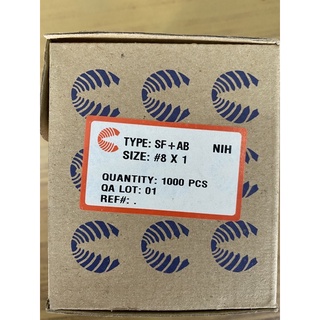 TYPE: SF+AB NIH
SIZE: #8 X 1
QUANTITY: 1000 PCS
QA LOT: 01
REF#: .